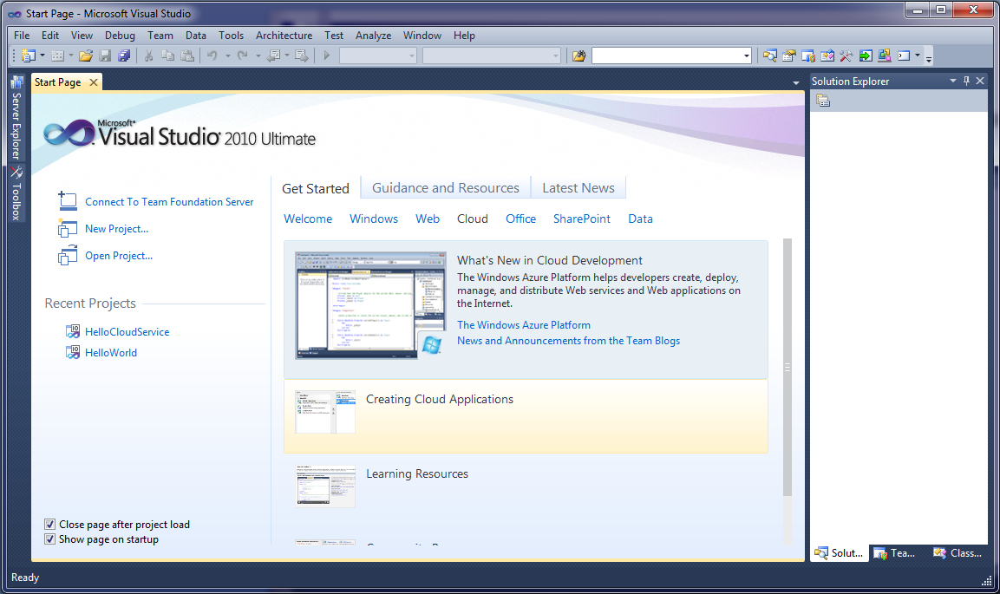 Start Page - Microsoft Visual Studio
File Edit View Debug Team Data Tools Architecture Test Analyze Window Help
Server Explorer
Toolbox
Start Page
Microsoft®
Visual Studio® 2010 Ultimate
Connect To Team Foundation Server
New Project...
Open Project...
Recent Projects
HelloCloudService
HelloWorld
Close page after project load
Show page on startup
Get Started Guidance and Resources Latest News
Welcome Windows Web Cloud Office SharePoint Data
What's New in Cloud Development
The Windows Azure Platform helps developers create, deploy,
manage, and distribute Web services and Web applications on
the Internet.
The Windows Azure Platform
News and Announcements from the Team Blogs
Creating Cloud Applications
Learning Resources
Solution Explorer
Solut... Tea... Class...
Ready